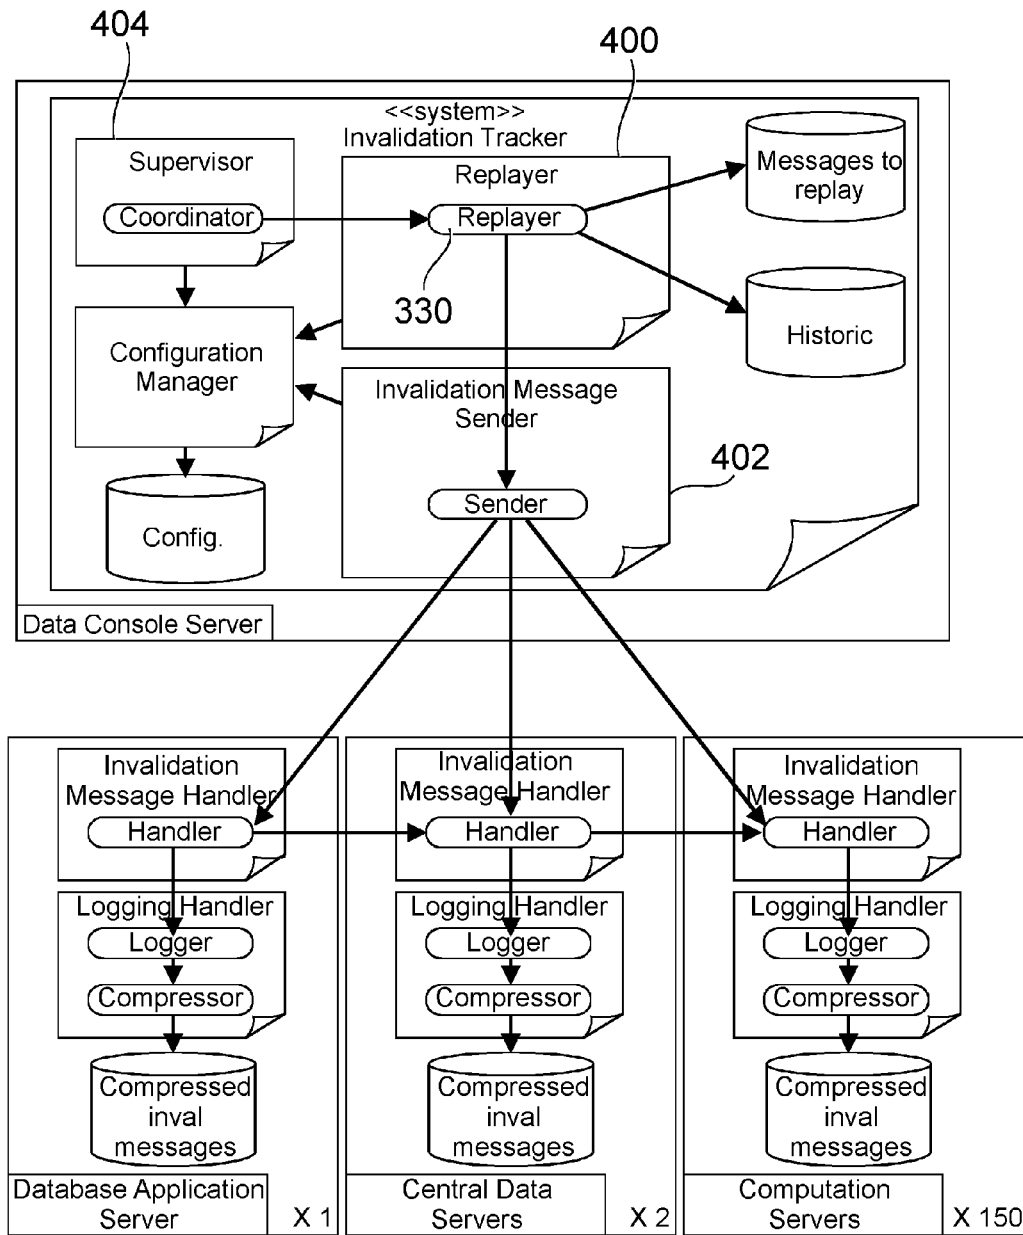 404
400
<<system>>
Invalidation Tracker
Supervisor
Coordinator
Replayer
Replayer
330
Messages to
replay
Historic
Configuration
Manager
Invalidation Message
Sender
402
Sender
Config.
Data Console Server
Invalidation
Message Handler
Handler
Logging Handler
Logger
Compressor
Compressed
inval
messages
Database Application
Server
X 1
Invalidation
Message Handler
Handler
Logging Handler
Logger
Compressor
Compressed
inval
messages
Central Data
Servers
X 2
Invalidation
Message Handler
Handler
Logging Handler
Logger
Compressor
Compressed
inval
messages
Computation
Servers
X 150